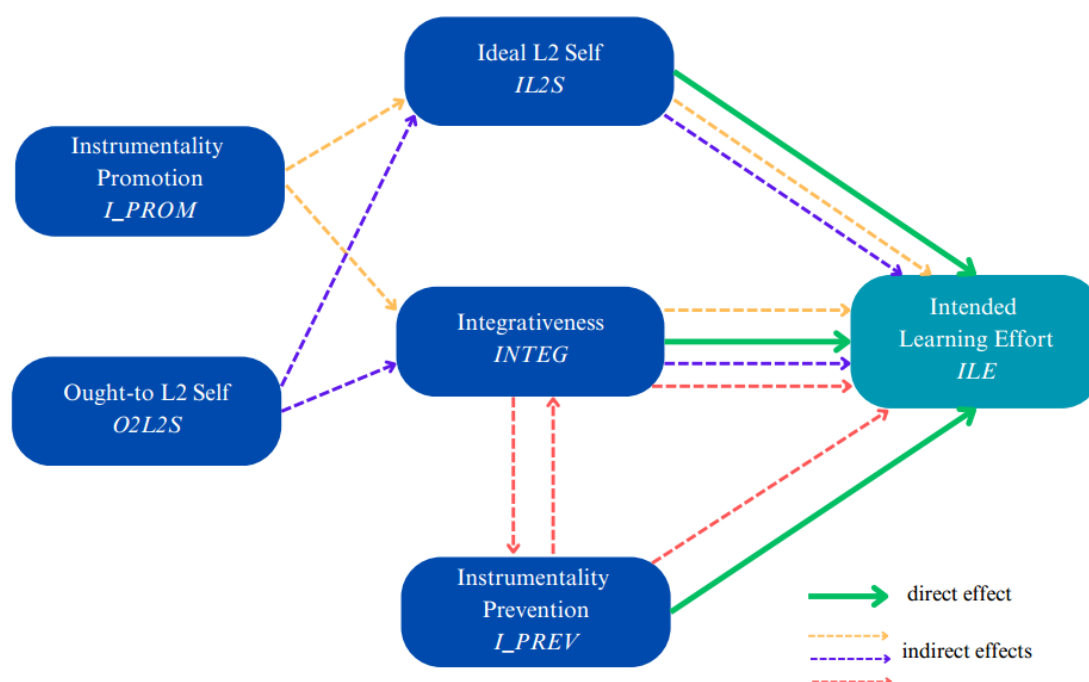 Ideal L2 Self
IL2S
Instrumentality
Promotion
I_PROM
Integrativeness
INTEG
Intended
Learning Effort
ILE
Ought-to L2 Self
O2L2S
Instrumentality
Prevention
I_PREV
direct effect
indirect effects